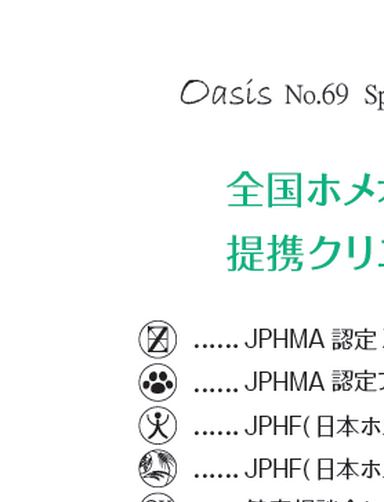 Oasis No.69 Sp
全国ホメオ
提携クリニ
...... JPHMA 認定
...... JPHMA 認定
...... JPHF(日本ホ
...... JPHF(日本ホ